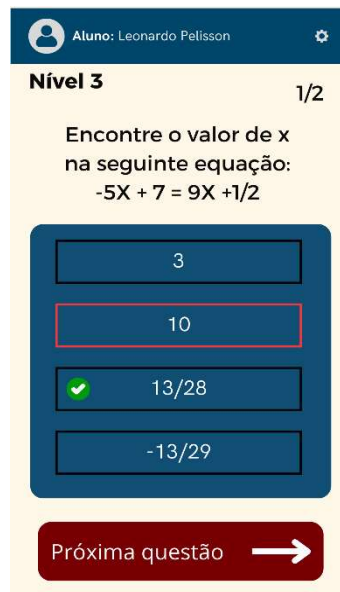 Aluno: Leonardo Pelisson
Nível 3
1/2
Encontre o valor de x
na seguinte equação:
-5X + 7 = 9X +1/2
3
10
13/28
-13/29
Próxima questão